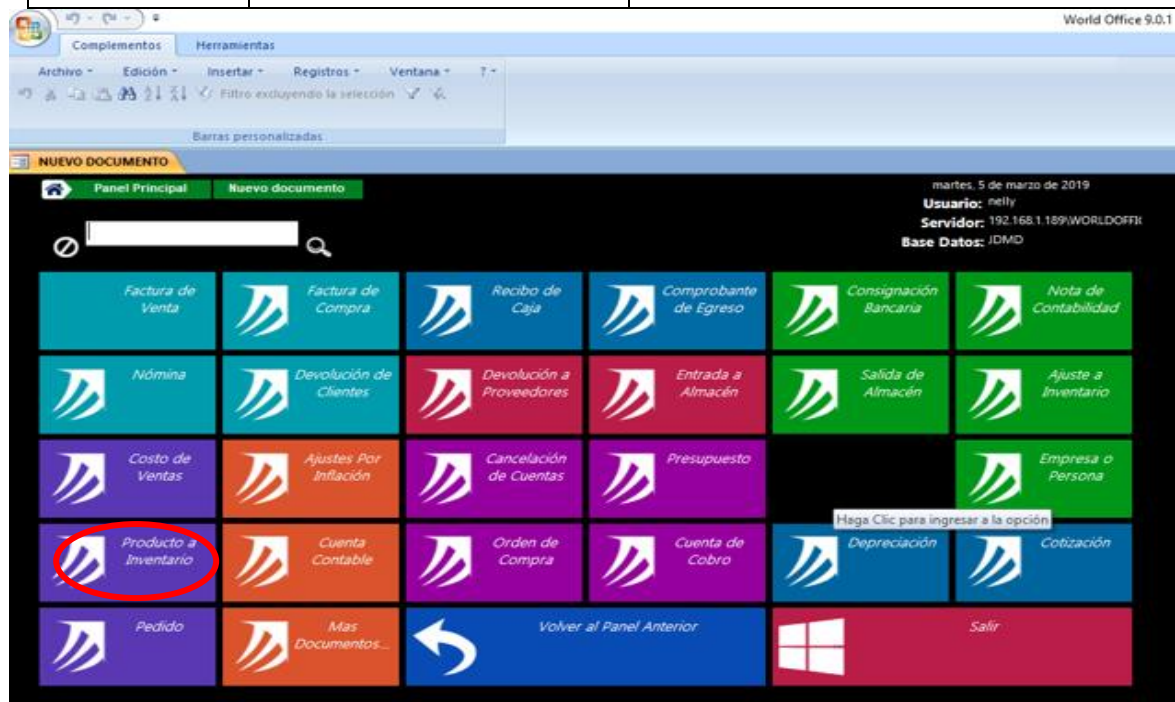 World Office 9.0.1
Complementos Herramientas
Archivo Edición Insertar Registros Ventana ?
Filtro excluyendo la selección
Barras personalizadas
NUEVO DOCUMENTO
Panel Principal Nuevo documento
martes, 5 de marzo de 2019
Usuario: nelly
Servidor: 192.168.1.189\WORLDOFFI
Base Datos: JDMD
Factura de
Venta
Factura de
Compra
Recibo de
Caja
Comprobante
de Egreso
Consignación
Bancaria
Nota de
Contabilidad
Nómina
Devolución de
Clientes
Devolución a
Proveedores
Entrada a
Almacén
Salida de
Almacén
Ajuste a
Inventario
Costo de
Ventas
Ajustes Por
Inflación
Cancelación
de Cuentas
Presupuesto
Empresa o
Persona
Haga Clic para ingresar a la opción
Producto a
Inventario
Cuenta
Contable
Orden de
Compra
Cuenta de
Cobro
Depreciación
Cotización
Pedido
Mas
Documentos...
Volver al Panel Anterior
Salir